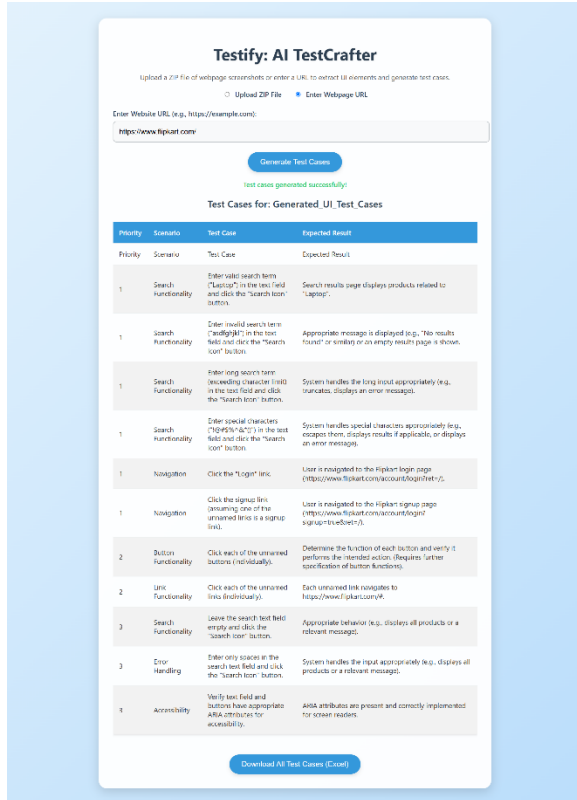 Testify: AI TestCrafter
Upload a ZIP file of webpage screenshots or enter a URL to extract UI elements and generate test cases.
Upload ZIP File Enter Webpage URL
Enter Website URL (e.g., https://example.com):
https://www.flipkart.com/
Generate Test Cases
Test cases generated successfully!
Test Cases for: Generated_UI_Test_Cases
Priority Scenario Test Case Expected Result
Priority Scenario Test Case Expected Result
1 Search Functionality Enter valid search term ("Laptop") in the text field and click the "Search Icon" button. Search results page displays products related to "Laptop".
1 Search Functionality Enter invalid search term ("asdfghjkl") in the text field and click the "Search Icon" button. Appropriate message is displayed (e.g., "No results found" or similar) or an empty results page is shown.
1 Search Functionality Enter long search term (exceeding character limit) in the text field and click the "Search Icon" button. System handles the long input appropriately (e.g., truncates, displays an error message).
1 Search Functionality Enter special characters ("!@#$%^&*()") in the text field and click the "Search Icon" button. System handles special characters appropriately (e.g., escapes them, displays results if applicable, or displays an error message).
1 Navigation Click the "Login" link. User is navigated to the Flipkart login page (https://www.flipkart.com/account/login?ret=/).
1 Navigation Click the signup link (assuming one of the unnamed links is a signup link). User is navigated to the Flipkart signup page (https://www.flipkart.com/account/login?signup=true&ret=/).
2 Button Functionality Click each of the unnamed buttons (individually). Determine the function of each button and verify it performs the intended action. (Requires further specification of button functions).
2 Link Functionality Click each of the unnamed links (individually). Each unnamed link navigates to https://www.flipkart.com/#.
3 Search Functionality Leave the search text field empty and click the "Search Icon" button. Appropriate behavior (e.g., displays all products or a relevant message).
3 Error Handling Enter only spaces in the search text field and click the "Search Icon" button. System handles the input appropriately (e.g., displays all products or a relevant message).
3 Accessibility Verify text field and buttons have appropriate ARIA attributes for accessibility. ARIA attributes are present and correctly implemented for screen readers.
Download All Test Cases (Excel)